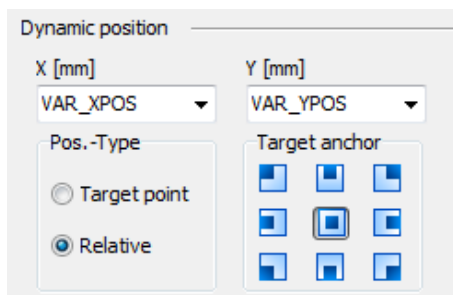 Dynamic position
X [mm] Y [mm]
VAR_XPOS VAR_YPOS
Pos.-Type Target anchor
Target point
Relative